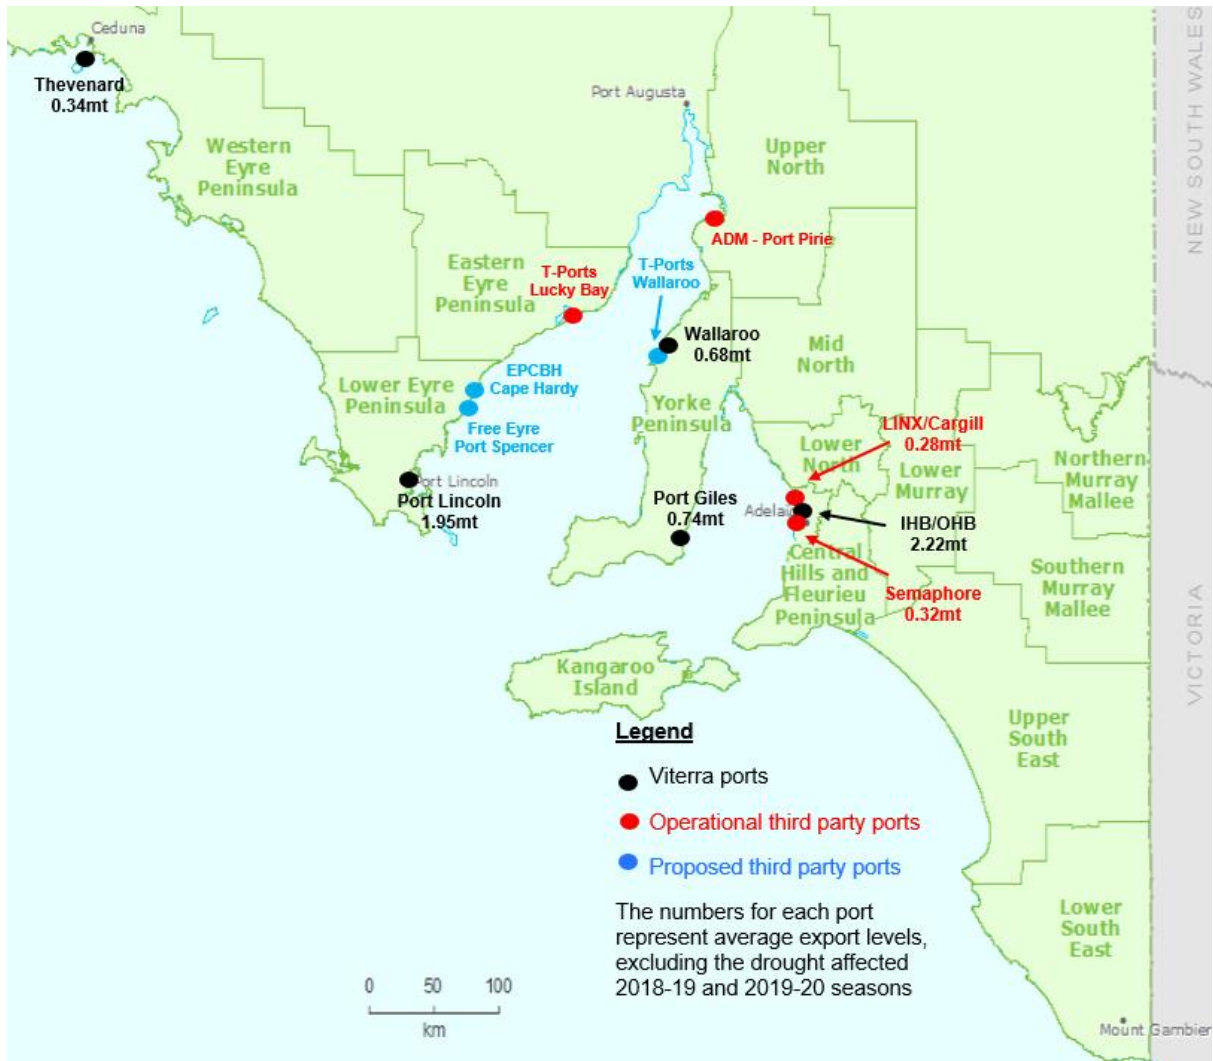 Ceduna
Thevenard
0.34mt
Port Augusta
Western
Eyre
Peninsula
Upper
North
NEW SOUTH WALES
ADM - Port Pirie
Eastern
Eyre
Peninsula
T-Ports
Lucky Bay
T-Ports
Wallaroo
Wallaroo
0.68mt
Mid
North
EPCBH
Cape Hardy
Lower Eyre
Peninsula
Free Eyre
Port Spencer
Yorke
Peninsula
LINX/Cargill
0.28mt
Lower
North
Lower
Murray
Northern
Murray
Mallee
Port Lincoln
Port Lincoln
1.95mt
Port Giles
0.74mt
Adelai
IHB/OHB
2.22mt
Central
Hills and
Fleurieu
Peninsula
Semaphore
0.32mt
Southern
Murray
Mallee
VICTORIA
Kangaroo
Island
Upper
South
East
Legend
Viterra ports
Operational third party ports
Proposed third party ports
The numbers for each port
represent average export levels,
excluding the drought affected
2018-19 and 2019-20 seasons
Lower
South
East
0 50 100
km
Mount Gambier